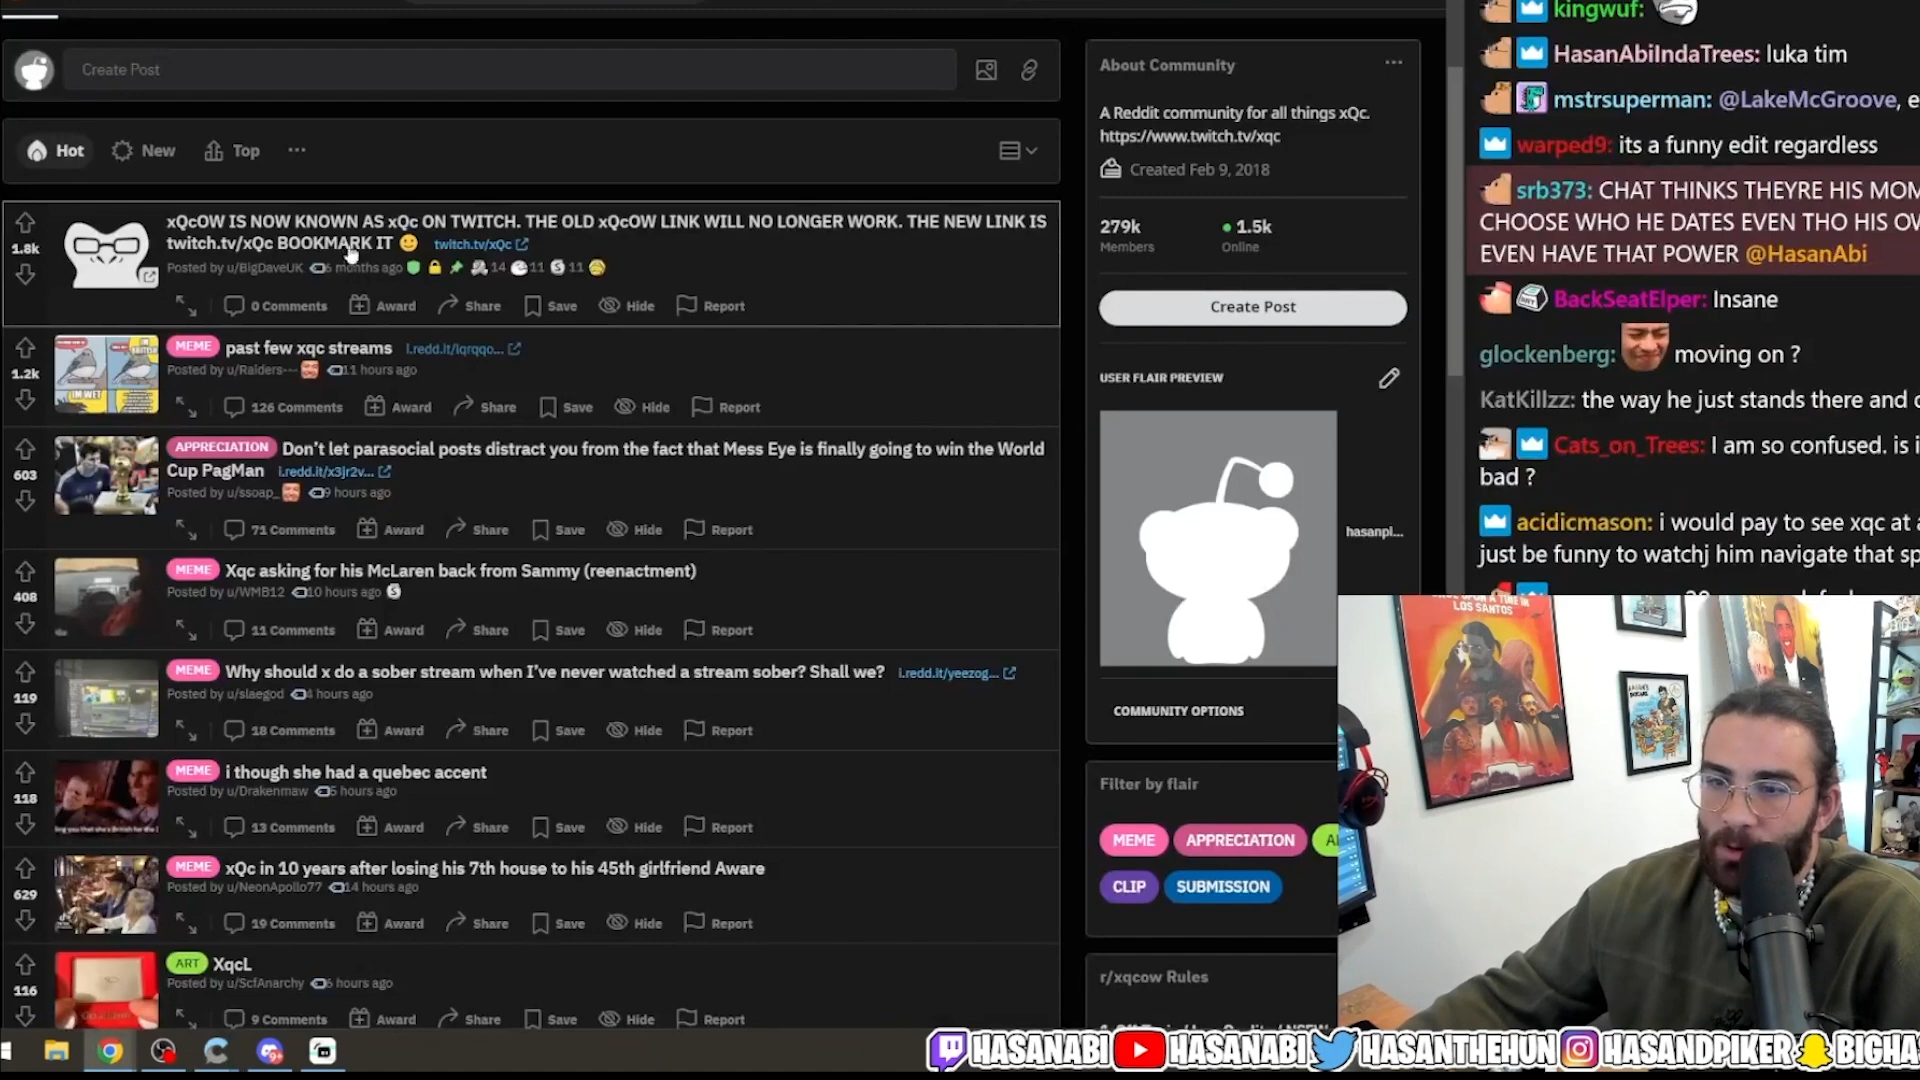 Create Post
Hot
New
Top
1.8k
xQcOW IS NOW KNOWN AS xQc ON TWITCH. THE OLD xQcOW LINK WILL NO LONGER WORK. THE NEW LINK IS
twitch.tv/xQc BOOKMARK IT twitch.tv/xQc
Posted by u/BigDaveUK 6 months ago 14 11 11
0 Comments Award Share Save Hide Report
1.2k
MEME past few xqc streams i.redd.it/iqrqqo...
Posted by u/Raiders--- 11 hours ago
126 Comments Award Share Save Hide Report
603
APPRECIATION Don't let parasocial posts distract you from the fact that Mess Eye is finally going to win the World
Cup PagMan i.redd.it/x3jr2v...
Posted by u/ssoap_ 9 hours ago
71 Comments Award Share Save Hide Report
408
MEME Xqc asking for his McLaren back from Sammy (reenactment)
Posted by u/WMB12 10 hours ago
11 Comments Award Share Save Hide Report
119
MEME Why should x do a sober stream when I've never watched a stream sober? Shall we? i.redd.it/yeezog...
Posted by u/slaegod 4 hours ago
18 Comments Award Share Save Hide Report
118
MEME i though she had a quebec accent
Posted by u/Drakenmaw 5 hours ago
13 Comments Award Share Save Hide Report
629
MEME xQc in 10 years after losing his 7th house to his 45th girlfriend Aware
Posted by u/NeonApollo77 14 hours ago
19 Comments Award Share Save Hide Report
116
ART XqcL
Posted by u/SciAnarchy 6 hours ago
9 Comments Award Share Save Hide Report
About Community
A Reddit community for all things xQc.
https://www.twitch.tv/xqc
Created Feb 9, 2018
279k 1.5k
Members Online
Create Post
USER FLAIR PREVIEW
hasanpi...
COMMUNITY OPTIONS
Filter by flair
MEME APPRECIATION
CLIP SUBMISSION
r/xqcow Rules
kingwuf:
HasanAbiIndaTrees: luka tim
mstrsuperman: @LakeMcGroove, e
warped9: its a funny edit regardless
srb373: CHAT THINKS THEYRE HIS MOM
CHOOSE WHO HE DATES EVEN THO HIS OW
EVEN HAVE THAT POWER @HasanAbi
BackSeatElper: Insane
glockenberg: moving on ?
KatKillzz: the way he just stands there and
Cats_on_Trees: I am so confused. is i
bad ?
acidicmason: i would pay to see xqc at a
just be funny to watchj him navigate that sp
LOS SANTOS
IM WET
HASANABI HASANABI HASANTHEHUN HASANDPIKER BIGHAS